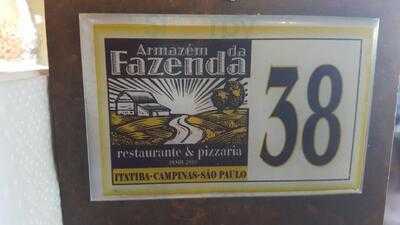 Armazém da
Fazenda
restaurante & pizzaria
ITATIBA-CAMPINAS-SÃO PAULO
38